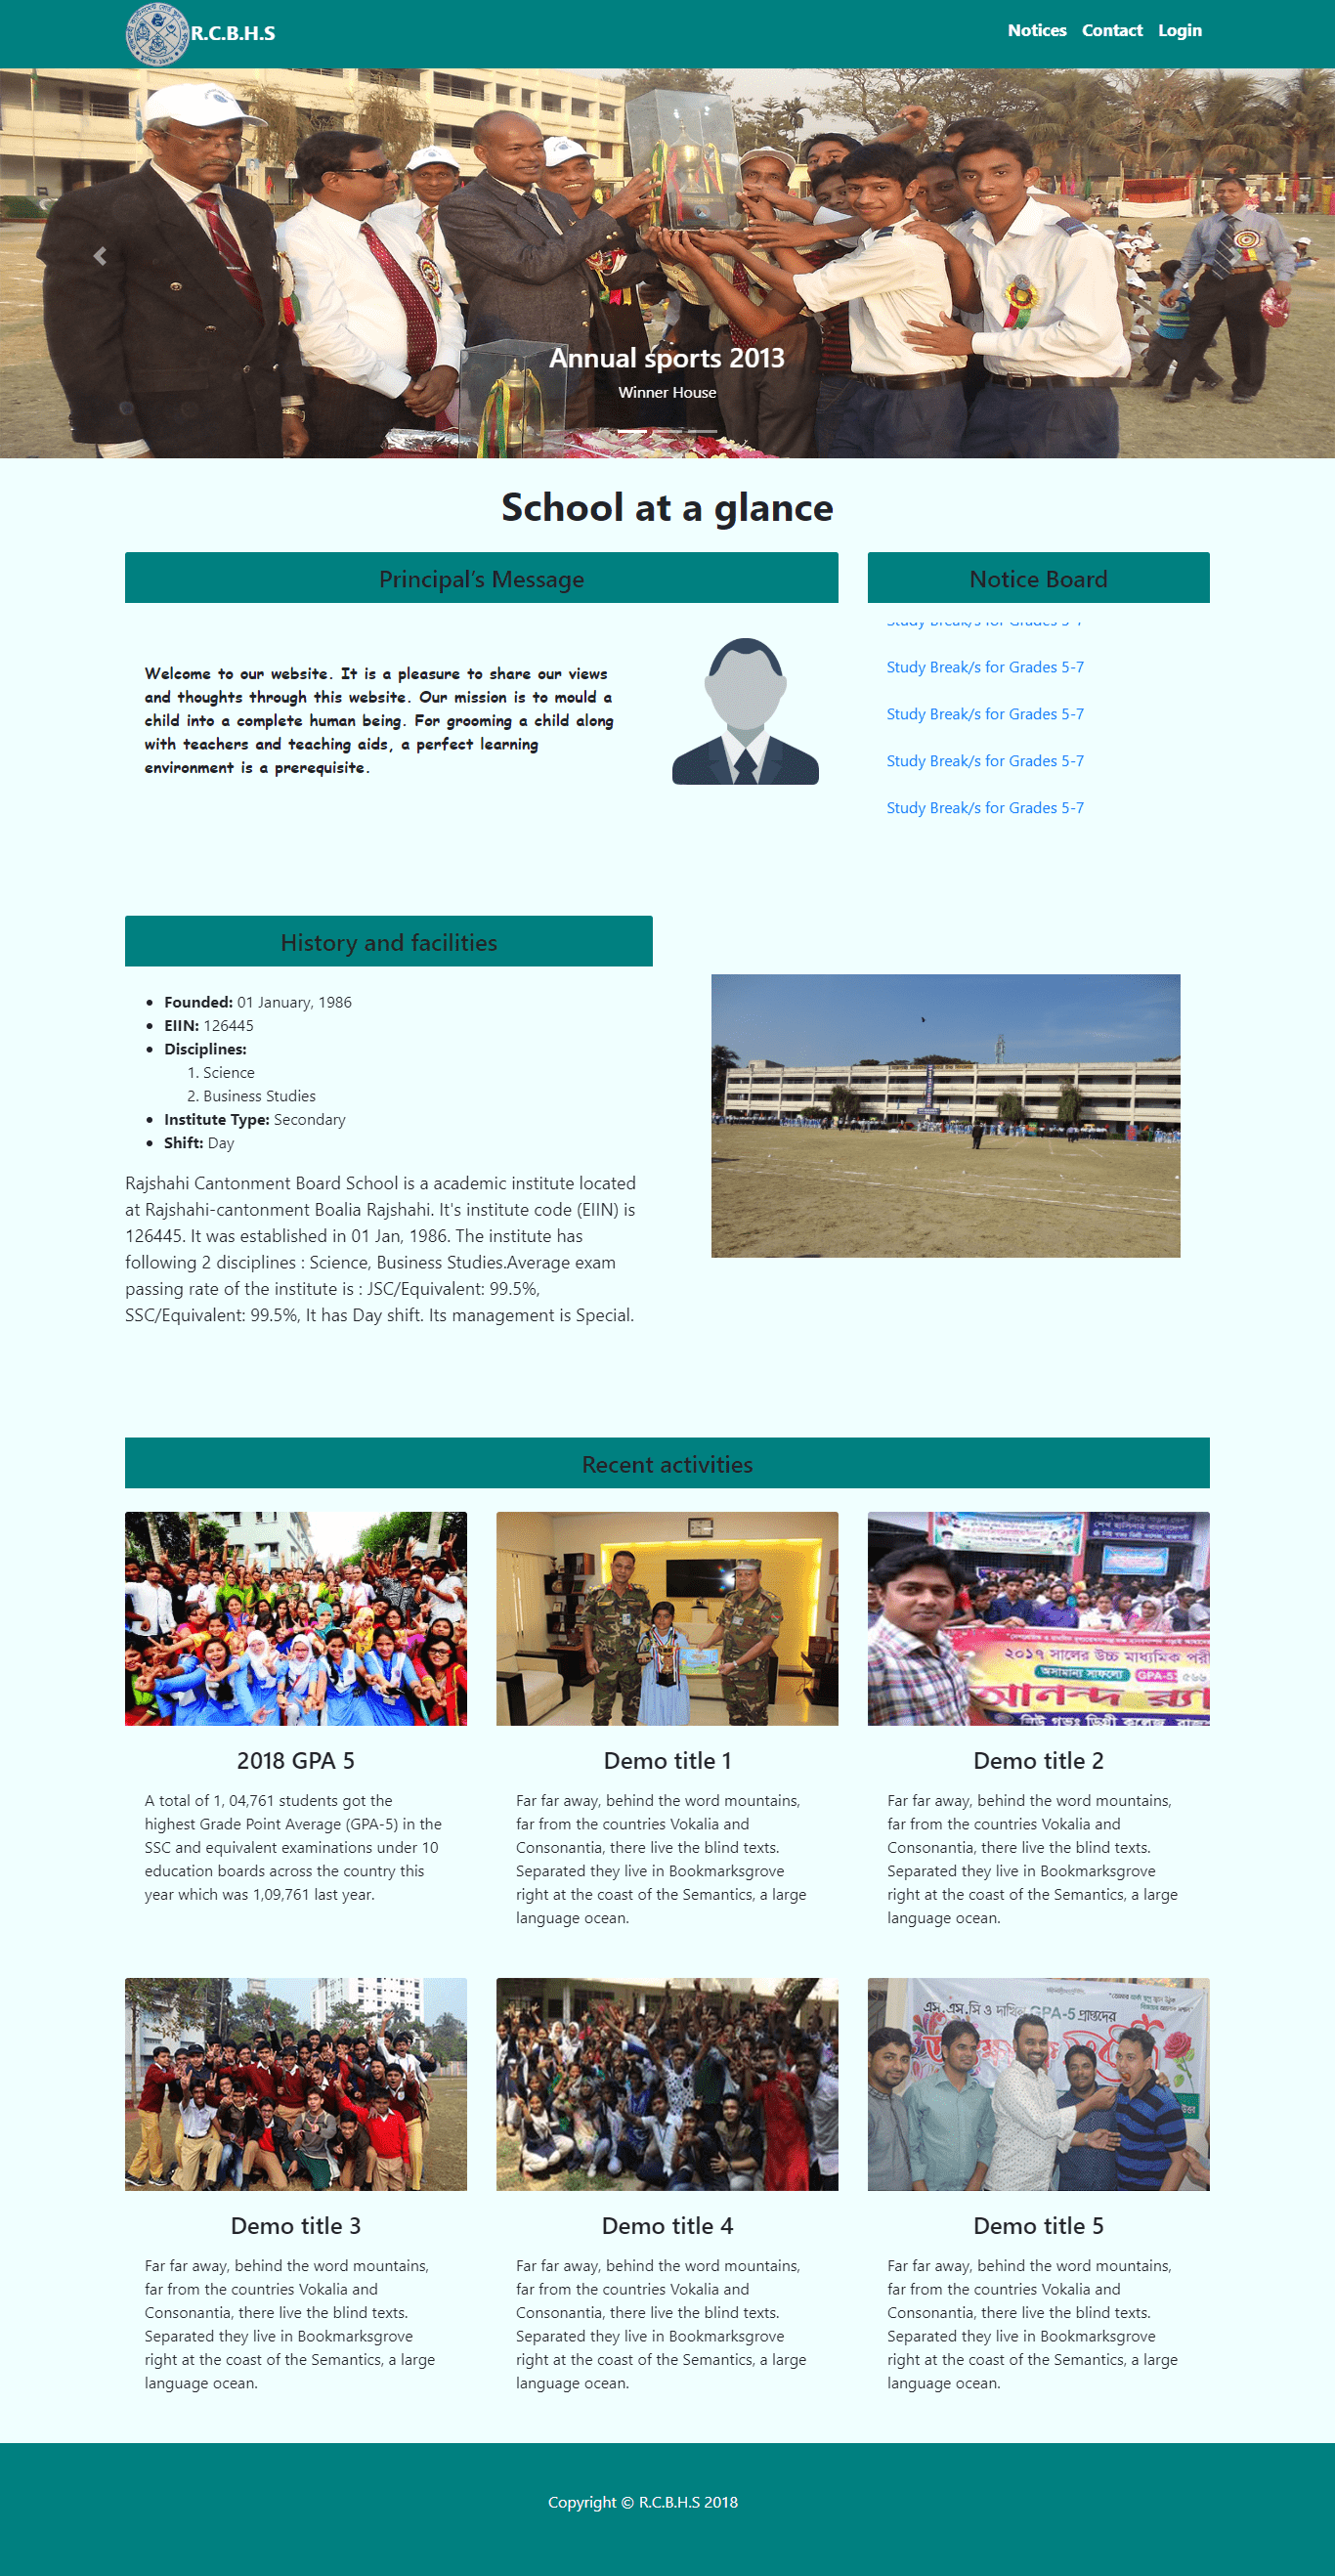 R.C.B.H.S
Notices Contact Login
Annual sports 2013
Winner House
School at a glance
Principal's Message
Welcome to our website. It is a pleasure to share our views
and thoughts through this website. Our mission is to mould a
child into a complete human being. For grooming a child along
with teachers and teaching aids, a perfect learning
environment is a prerequisite.
Notice Board
Study Break/s for Grades 5-7
Study Break/s for Grades 5-7
Study Break/s for Grades 5-7
Study Break/s for Grades 5-7
Study Break/s for Grades 5-7
History and facilities
Founded: 01 January, 1986
EIIN: 126445
Disciplines:
1. Science
2. Business Studies
Institute Type: Secondary
Shift: Day
Rajshahi Cantonment Board School is a academic institute located
at Rajshahi-cantonment Boalia Rajshahi. It's institute code (EIIN) is
126445. It was established in 01 Jan, 1986. The institute has
following 2 disciplines : Science, Business Studies.Average exam
passing rate of the institute is : JSC/Equivalent: 99.5%,
SSC/Equivalent: 99.5%, It has Day shift. Its management is Special.
Recent activities
২০১৭ সালের উচ্চ মাধ্যমিক পরী
অসামান্য সাফল্যে GPA-5: ৫৬৬
আনন্দ র‍্যা
নিউ গভঃ ডিগ্রী কলেজ, রাজ
2018 GPA 5
A total of 1, 04,761 students got the
highest Grade Point Average (GPA-5) in the
SSC and equivalent examinations under 10
education boards across the country this
year which was 1,09,761 last year.
Demo title 1
Far far away, behind the word mountains,
far from the countries Vokalia and
Consonantia, there live the blind texts.
Separated they live in Bookmarksgrove
right at the coast of the Semantics, a large
language ocean.
Demo title 2
Far far away, behind the word mountains,
far from the countries Vokalia and
Consonantia, there live the blind texts.
Separated they live in Bookmarksgrove
right at the coast of the Semantics, a large
language ocean.
এস.এস.সি ও দাখিল GPA-5 প্রাপ্তদের
Demo title 3
Far far away, behind the word mountains,
far from the countries Vokalia and
Consonantia, there live the blind texts.
Separated they live in Bookmarksgrove
right at the coast of the Semantics, a large
language ocean.
Demo title 4
Far far away, behind the word mountains,
far from the countries Vokalia and
Consonantia, there live the blind texts.
Separated they live in Bookmarksgrove
right at the coast of the Semantics, a large
language ocean.
Demo title 5
Far far away, behind the word mountains,
far from the countries Vokalia and
Consonantia, there live the blind texts.
Separated they live in Bookmarksgrove
right at the coast of the Semantics, a large
language ocean.
Copyright © R.C.B.H.S 2018